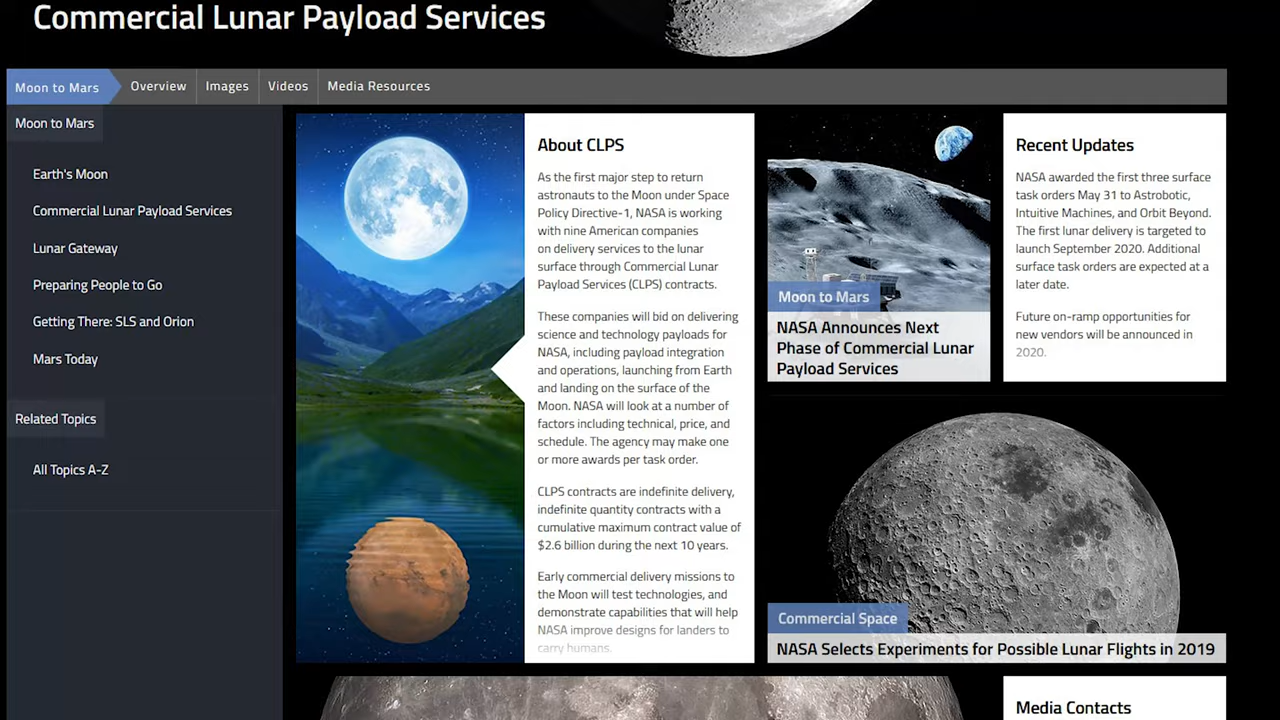 Commercial Lunar Payload Services
Moon to Mars
Overview
Images
Videos
Media Resources
Moon to Mars
Earth's Moon
Commercial Lunar Payload Services
Lunar Gateway
Preparing People to Go
Getting There: SLS and Orion
Mars Today
Related Topics
All Topics A-Z
About CLPS
As the first major step to return
astronauts to the Moon under Space
Policy Directive-1, NASA is working
with nine American companies
on delivery services to the lunar
surface through Commercial Lunar
Payload Services (CLPS) contracts.
These companies will bid on delivering
science and technology payloads for
NASA, including payload integration
and operations, launching from Earth
and landing on the surface of the
Moon. NASA will look at a number of
factors including technical, price, and
schedule. The agency may make one
or more awards per task order.
CLPS contracts are indefinite delivery,
indefinite quantity contracts with a
cumulative maximum contract value of
$2.6 billion during the next 10 years.
Early commercial delivery missions to
the Moon will test technologies, and
demonstrate capabilities that will help
NASA improve designs for landers to
carry humans.
Moon to Mars
NASA Announces Next
Phase of Commercial Lunar
Payload Services
Recent Updates
NASA awarded the first three surface
task orders May 31 to Astrobotic,
Intuitive Machines, and Orbit Beyond.
The first lunar delivery is targeted to
launch September 2020. Additional
surface task orders are expected at a
later date.
Future on-ramp opportunities for
new vendors will be announced in
2020.
Commercial Space
NASA Selects Experiments for Possible Lunar Flights in 2019
Media Contacts